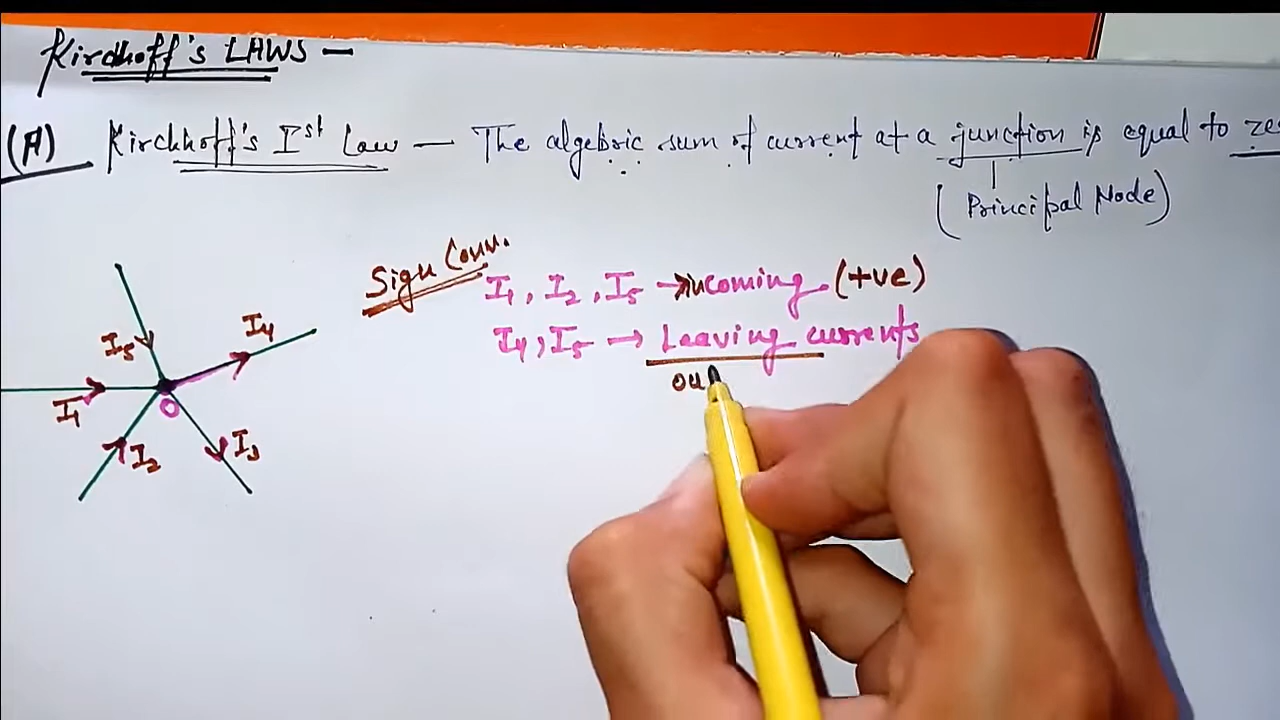 Kirchhoff's LAWS –
(A) Kirchhoff's Ist Law — The algebric sum of current at a junction is equal to ze
(Principal Node)
Sign Conv.
I1, I2, I5 → incoming. (+ve)
I4, I5 → Leaving currents
ou
I5
I4
I1
O
I2
I3